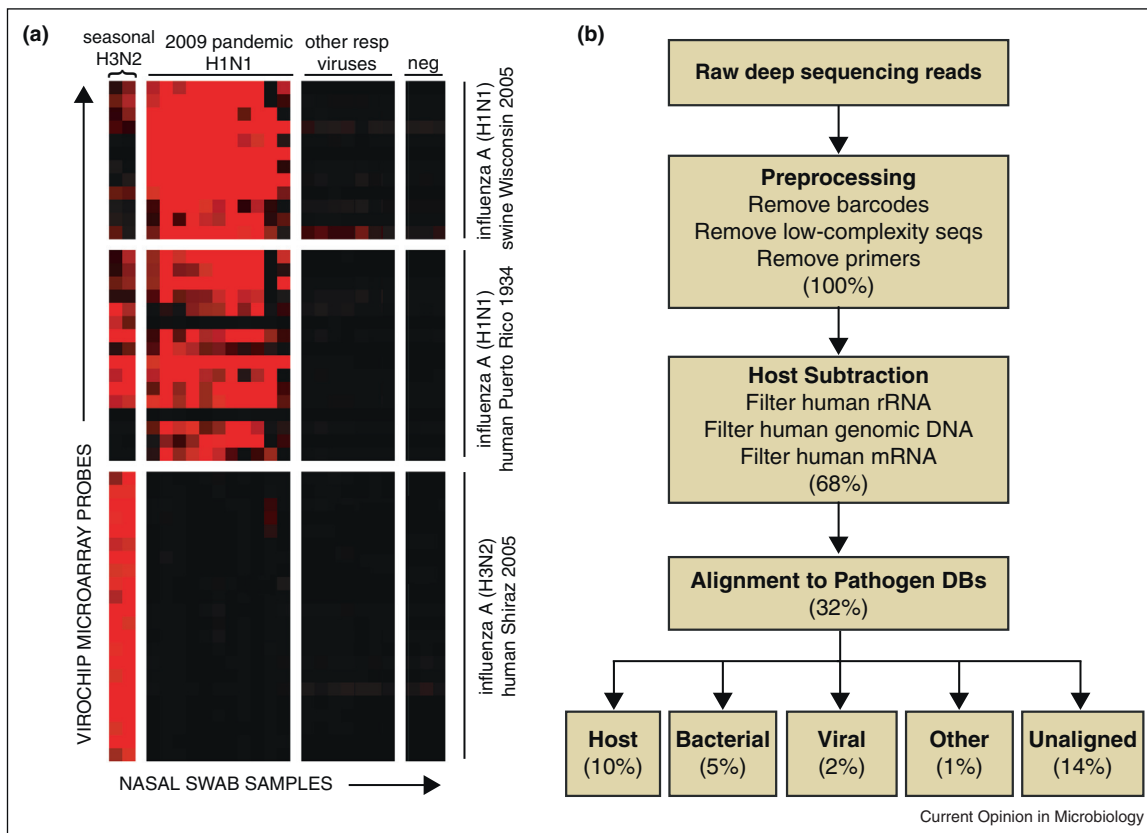 (a)
seasonal
H3N2
2009 pandemic
H1N1
other resp
viruses
neg
VIROCHIP MICROARRAY PROBES
influenza A (H1N1)
swine Wisconsin 2005
influenza A (H1N1)
human Puerto Rico 1934
influenza A (H3N2)
human Shiraz 2005
NASAL SWAB SAMPLES
(b)
Raw deep sequencing reads
Preprocessing
Remove barcodes
Remove low-complexity seqs
Remove primers
(100%)
Host Subtraction
Filter human rRNA
Filter human genomic DNA
Filter human mRNA
(68%)
Alignment to Pathogen DBs
(32%)
Host
(10%)
Bacterial
(5%)
Viral
(2%)
Other
(1%)
Unaligned
(14%)
Current Opinion in Microbiology